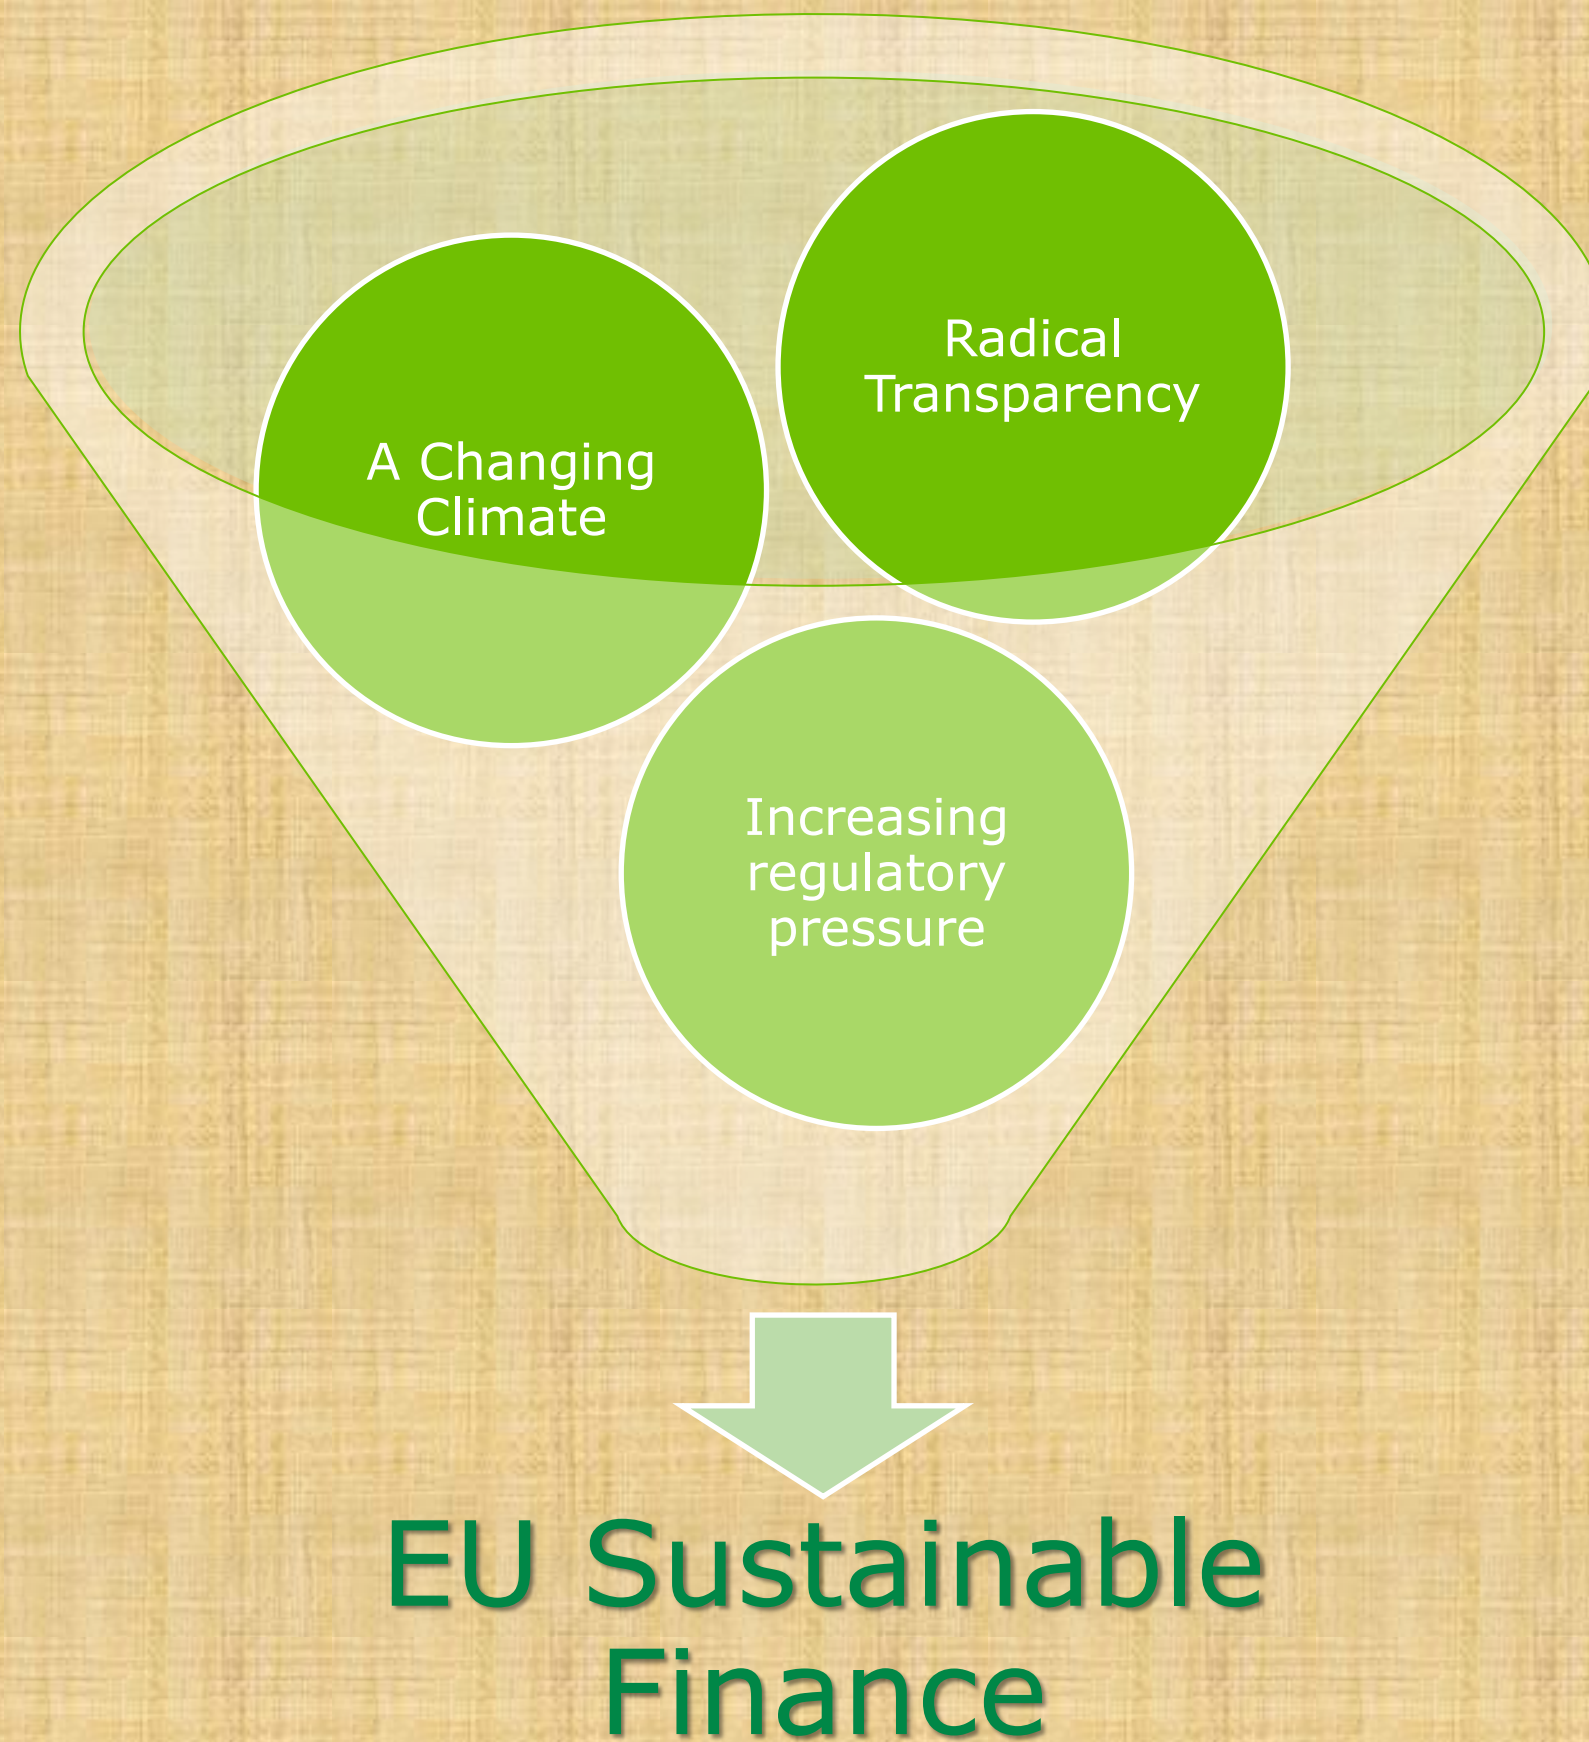 Radical
Transparency
A Changing
Climate
Increasing
regulatory
pressure
EU Sustainable
Finance